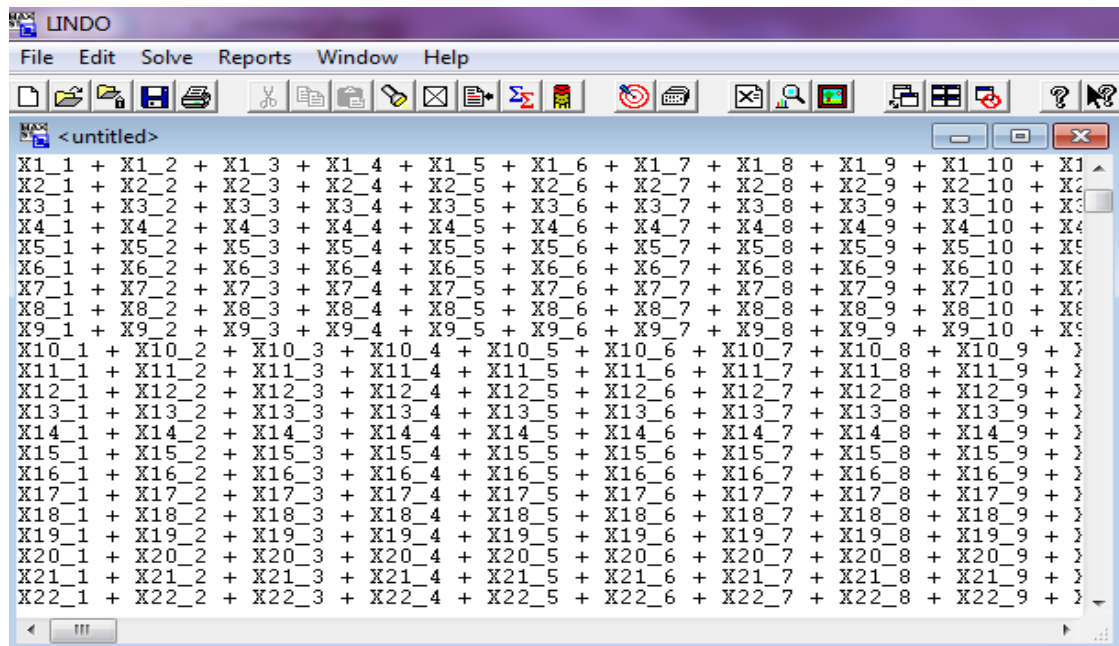 LINDO
File Edit Solve Reports Window Help
<untitled>
X1_1 + X1_2 + X1_3 + X1_4 + X1_5 + X1_6 + X1_7 + X1_8 + X1_9 + X1_10 +
X2_1 + X2_2 + X2_3 + X2_4 + X2_5 + X2_6 + X2_7 + X2_8 + X2_9 + X2_10 +
X3_1 + X3_2 + X3_3 + X3_4 + X3_5 + X3_6 + X3_7 + X3_8 + X3_9 + X3_10 +
X4_1 + X4_2 + X4_3 + X4_4 + X4_5 + X4_6 + X4_7 + X4_8 + X4_9 + X4_10 +
X5_1 + X5_2 + X5_3 + X5_4 + X5_5 + X5_6 + X5_7 + X5_8 + X5_9 + X5_10 +
X6_1 + X6_2 + X6_3 + X6_4 + X6_5 + X6_6 + X6_7 + X6_8 + X6_9 + X6_10 +
X7_1 + X7_2 + X7_3 + X7_4 + X7_5 + X7_6 + X7_7 + X7_8 + X7_9 + X7_10 +
X8_1 + X8_2 + X8_3 + X8_4 + X8_5 + X8_6 + X8_7 + X8_8 + X8_9 + X8_10 +
X9_1 + X9_2 + X9_3 + X9_4 + X9_5 + X9_6 + X9_7 + X9_8 + X9_9 + X9_10 +
X10_1 + X10_2 + X10_3 + X10_4 + X10_5 + X10_6 + X10_7 + X10_8 + X10_9 +
X11_1 + X11_2 + X11_3 + X11_4 + X11_5 + X11_6 + X11_7 + X11_8 + X11_9 +
X12_1 + X12_2 + X12_3 + X12_4 + X12_5 + X12_6 + X12_7 + X12_8 + X12_9 +
X13_1 + X13_2 + X13_3 + X13_4 + X13_5 + X13_6 + X13_7 + X13_8 + X13_9 +
X14_1 + X14_2 + X14_3 + X14_4 + X14_5 + X14_6 + X14_7 + X14_8 + X14_9 +
X15_1 + X15_2 + X15_3 + X15_4 + X15_5 + X15_6 + X15_7 + X15_8 + X15_9 +
X16_1 + X16_2 + X16_3 + X16_4 + X16_5 + X16_6 + X16_7 + X16_8 + X16_9 +
X17_1 + X17_2 + X17_3 + X17_4 + X17_5 + X17_6 + X17_7 + X17_8 + X17_9 +
X18_1 + X18_2 + X18_3 + X18_4 + X18_5 + X18_6 + X18_7 + X18_8 + X18_9 +
X19_1 + X19_2 + X19_3 + X19_4 + X19_5 + X19_6 + X19_7 + X19_8 + X19_9 +
X20_1 + X20_2 + X20_3 + X20_4 + X20_5 + X20_6 + X20_7 + X20_8 + X20_9 +
X21_1 + X21_2 + X21_3 + X21_4 + X21_5 + X21_6 + X21_7 + X21_8 + X21_9 +
X22_1 + X22_2 + X22_3 + X22_4 + X22_5 + X22_6 + X22_7 + X22_8 + X22_9 +